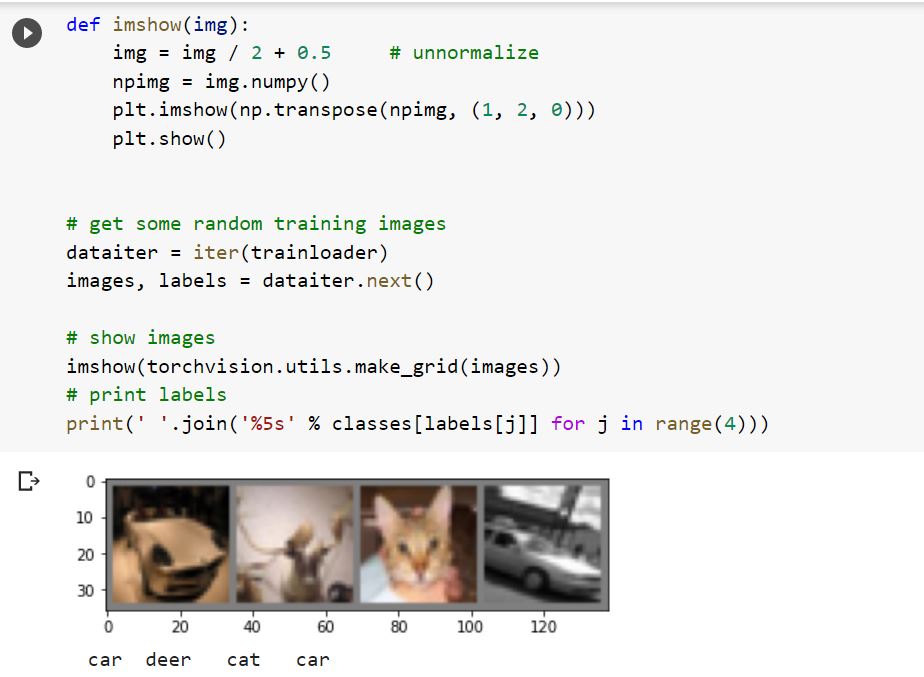 def imshow(img):
    img = img / 2 + 0.5     # unnormalize
    npimg = img.numpy()
    plt.imshow(np.transpose(npimg, (1, 2, 0)))
    plt.show()
# get some random training images
dataiter = iter(trainloader)
images, labels = dataiter.next()
# show images
imshow(torchvision.utils.make_grid(images))
# print labels
print(' '.join('%5s' % classes[labels[j]] for j in range(4)))
0
10
20
30
0 20 40 60 80 100 120
car deer cat car